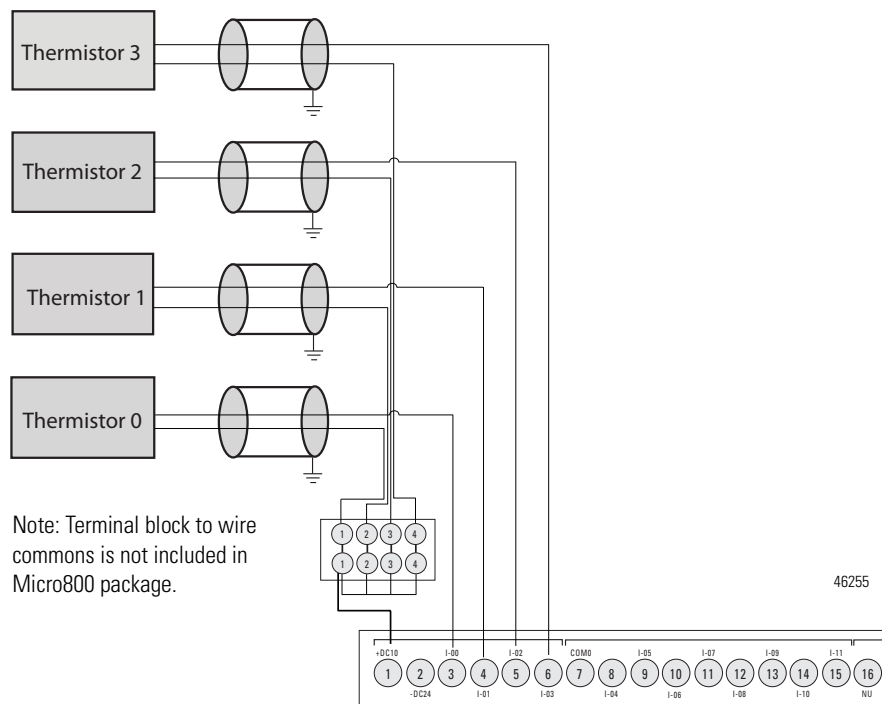 Thermistor 3
Thermistor 2
Thermistor 1
Thermistor 0
Note: Terminal block to wire
commons is not included in
Micro800 package.
1 2 3 4
1 2 3 4
46255
+DC10 I-00 I-02 COM0 I-05 I-07 I-09 I-11
1 2 3 4 5 6 7 8 9 10 11 12 13 14 15 16
-DC24 I-01 I-03 I-04 I-06 I-08 I-10 NU